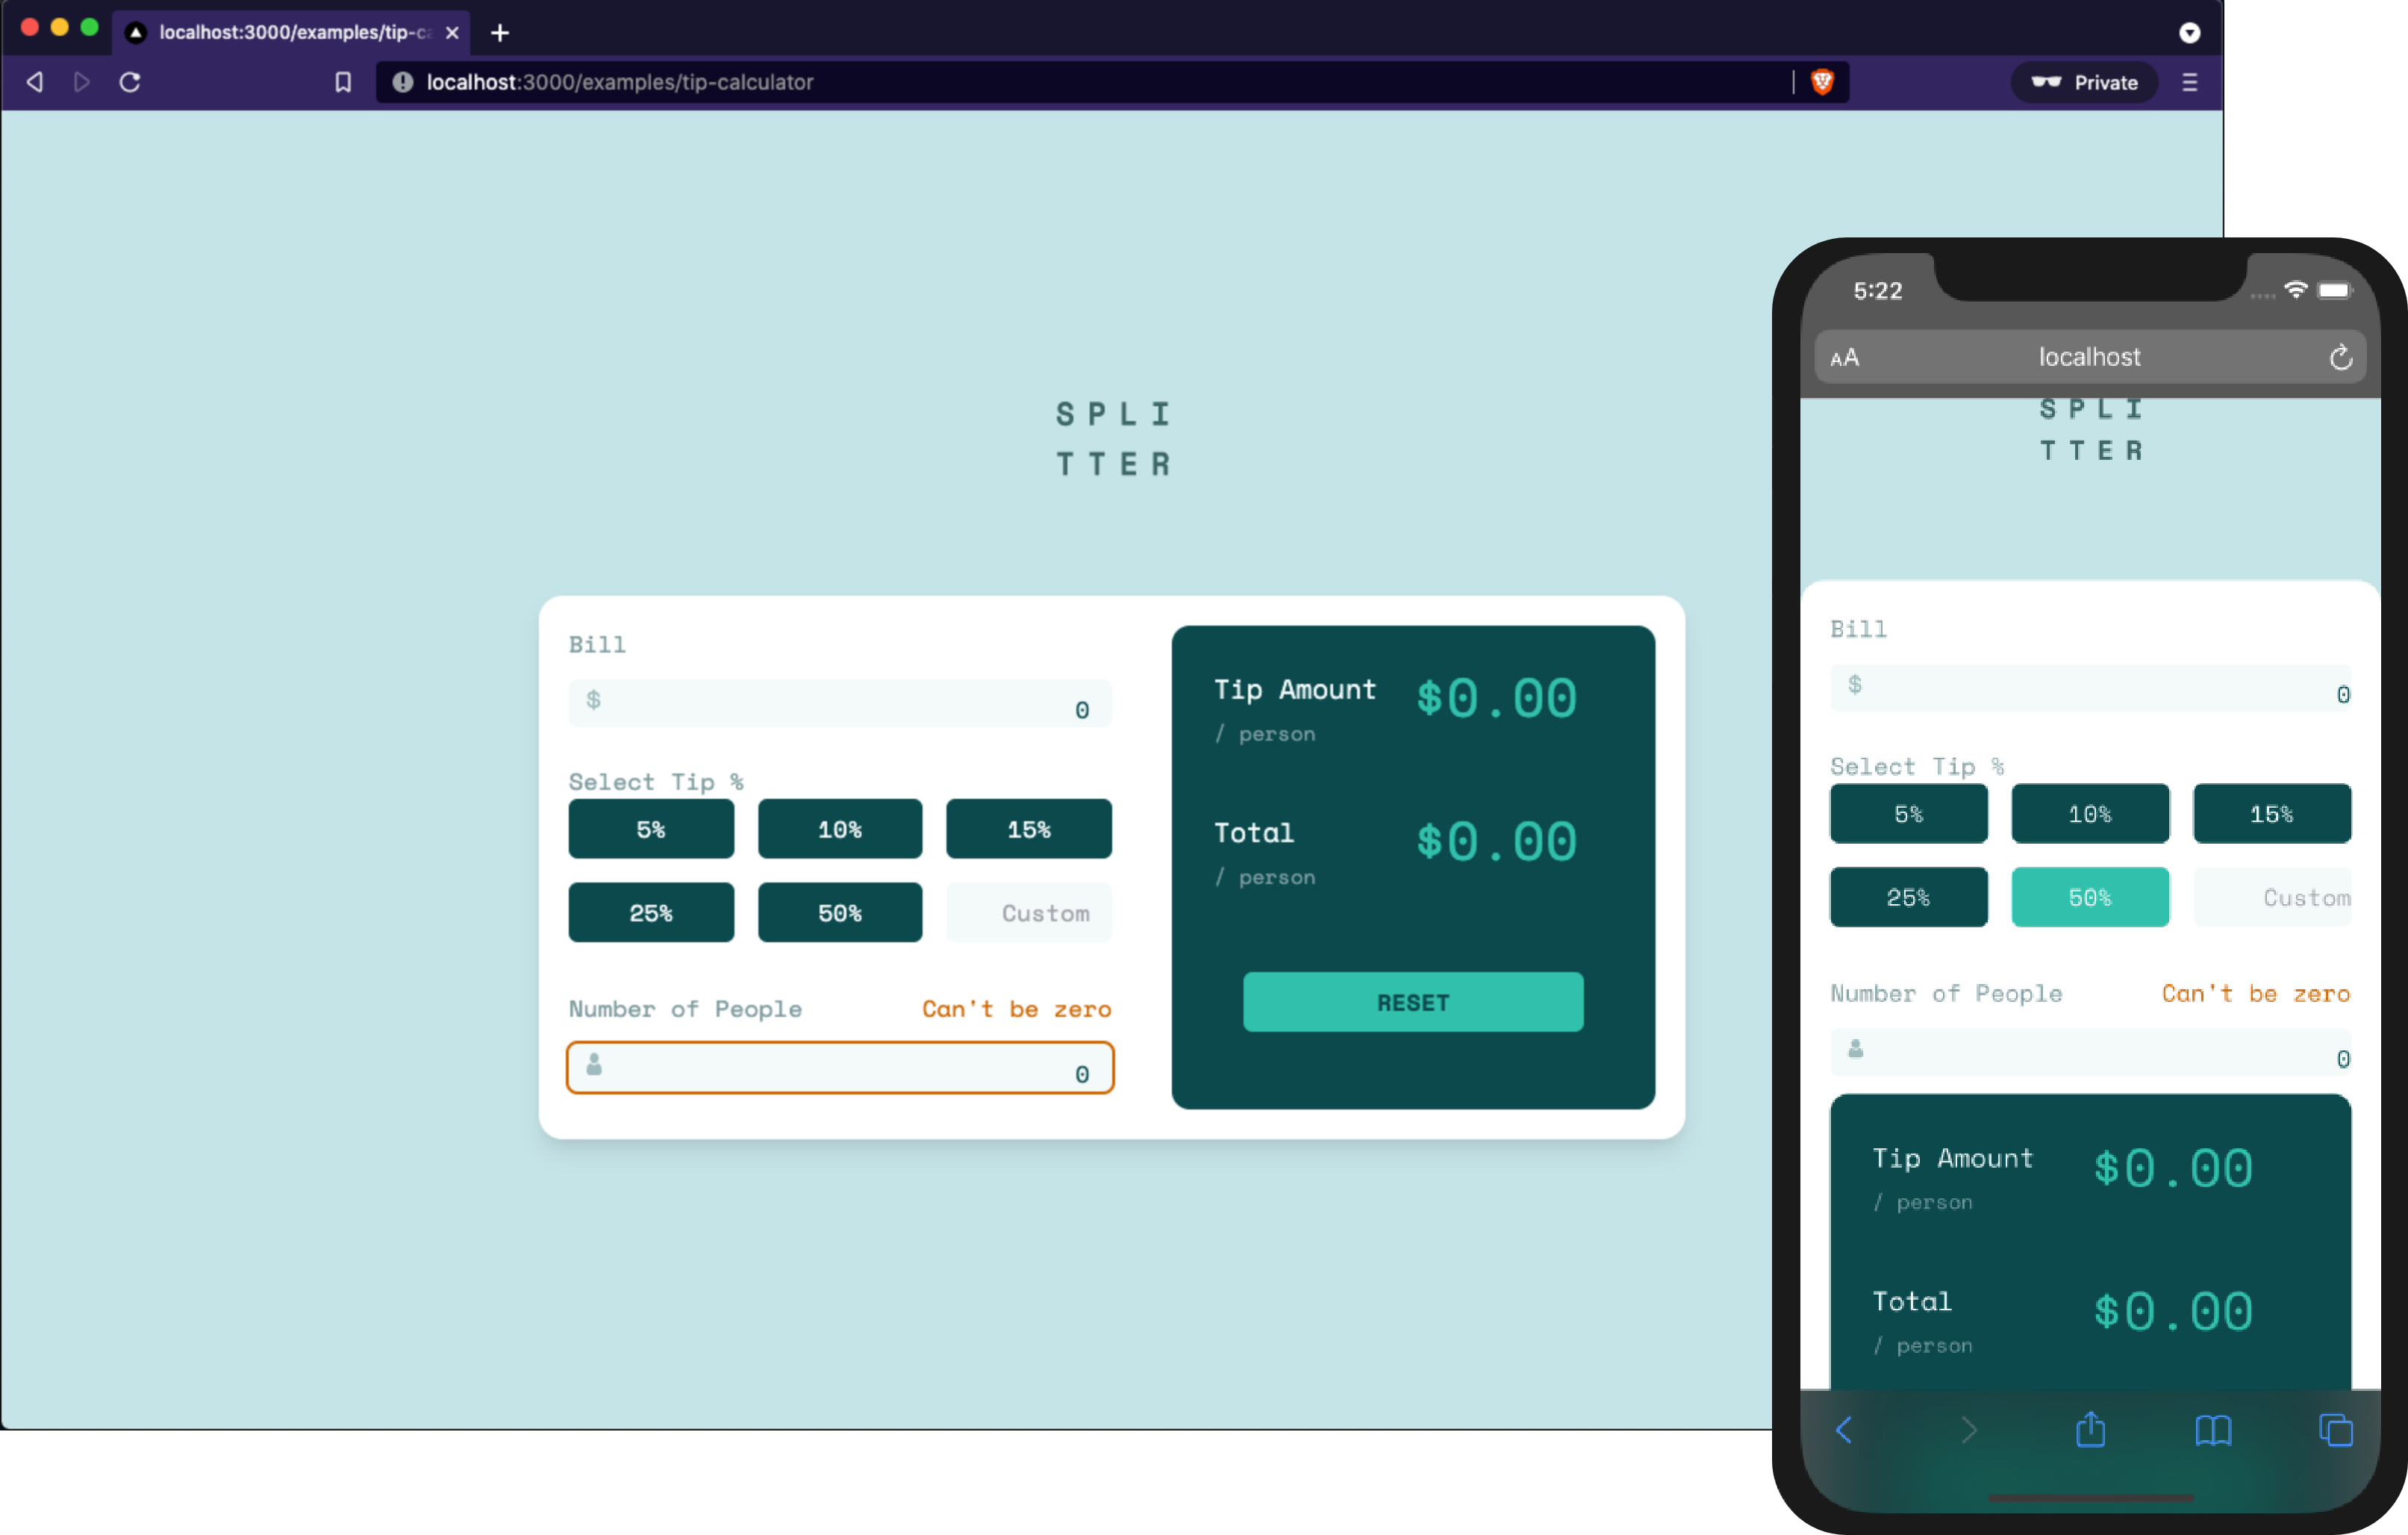 localhost:3000/examples/tip-c
localhost:3000/examples/tip-calculator
Private
SPLI
TTER
Bill
$
0
Select Tip %
5% 10% 15%
25% 50% Custom
Number of People Can't be zero
0
Tip Amount $0.00
/ person
Total $0.00
/ person
RESET
5:22
AA localhost
SPLI
TTER
Bill
$ 0
Select Tip %
5% 10% 15%
25% 50% Custom
Number of People Can't be zero
0
Tip Amount $0.00
/ person
Total $0.00
/ person